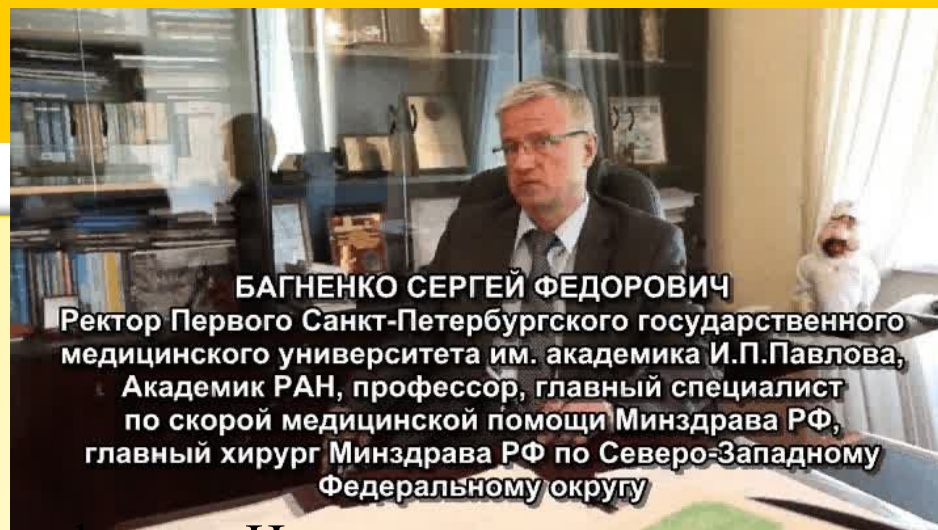 БАГНЕНКО СЕРГЕЙ ФЕДОРОВИЧ
Ректор Первого Санкт-Петербургского государственного
медицинского университета им. академика И.П.Павлова,
Академик РАН, профессор, главный специалист
по скорой медицинской помощи Минздрава РФ,
главный хирург Минздрава РФ по Северо-Западному
Федеральному округу